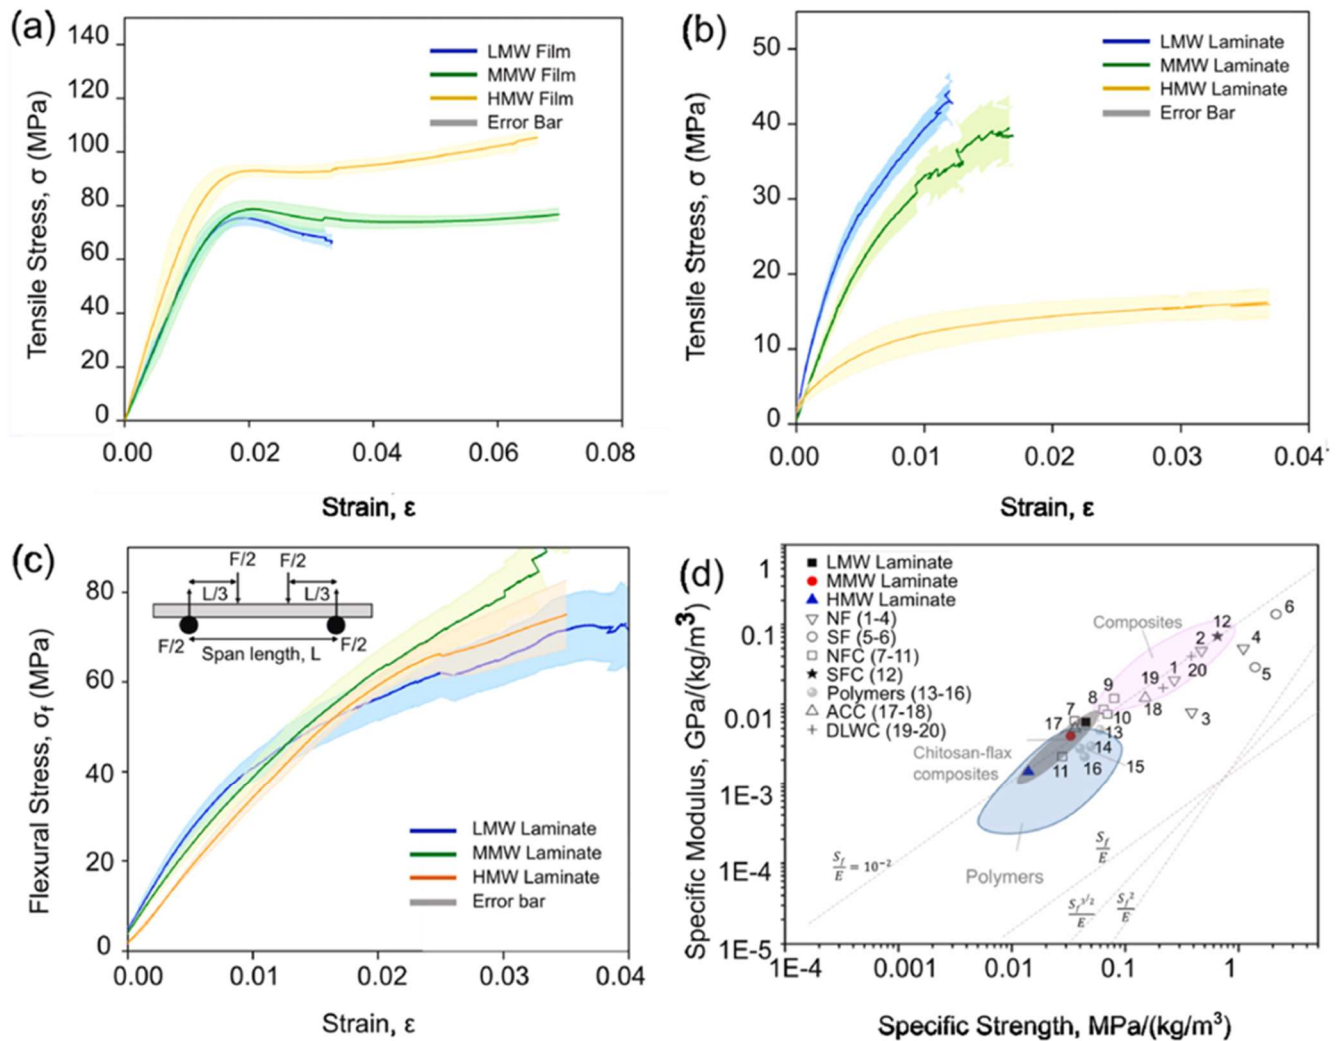 (a)
140
120
100
80
60
40
20
0
Tensile Stress, σ (MPa)
LMW Film
MMW Film
HMW Film
Error Bar
0.00 0.02 0.04 0.06 0.08
Strain, ε
(b)
50
40
30
20
10
0
Tensile Stress, σ (MPa)
LMW Laminate
MMW Laminate
HMW Laminate
Error Bar
0.00 0.01 0.02 0.03 0.04
Strain, ε
(c)
80
60
40
20
0
Flexural Stress, σf (MPa)
F/2 F/2
L/3 L/3
F/2 F/2
Span length, L
LMW Laminate
MMW Laminate
HMW Laminate
Error bar
0.00 0.01 0.02 0.03 0.04
Strain, ε
(d)
1
0.1
0.01
1E-3
1E-4
1E-5
Specific Modulus, GPa/(kg/m³)
LMW Laminate
MMW Laminate
HMW Laminate
NF (1-4)
SF (5-6)
NFC (7-11)
SFC (12)
Polymers (13-16)
ACC (17-18)
DLWC (19-20)
Composites
12
6
2
4
1
20
5
19
9
8
18
3
7
10
17
13
14
15
11
16
Chitosan-flax
composites
Polymers
Sf/E = 10⁻²
Sf/E
Sf^3/2/E
Sf²/E
1E-4 0.001 0.01 0.1 1
Specific Strength, MPa/(kg/m³)